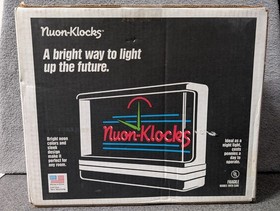 Nuon-Klocks
A bright way to light
up the future.
Nuon-Klocks
Bright neon
colors and
sleek
design
make it
perfect for
any room.
Ideal as a
night light,
costs
pennies a
day to
operate.
FRAGILE